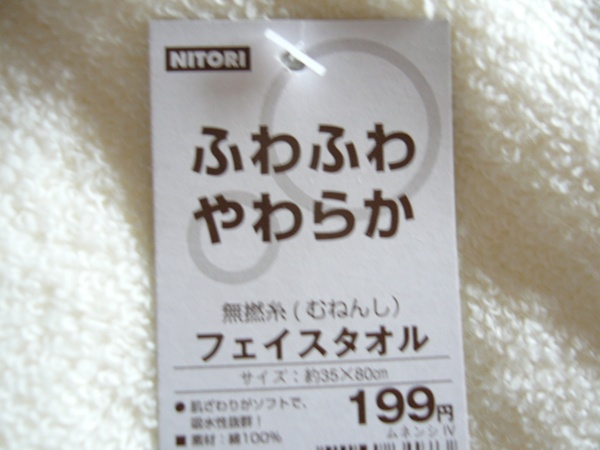 NITORI
ふわふわ
やわらか
無撚糸(むねんし)
フェイスタオル
サイズ:約35×80㎝
● 肌ざわりがソフトで、
吸水性抜群!
■ 素材:綿100%
199円
ムネンシ IV